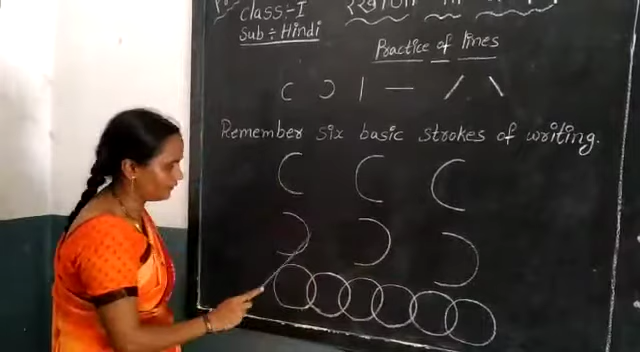 Class:-I
Sub÷Hindi
Practice of lines
Remember six basic strokes of writing.